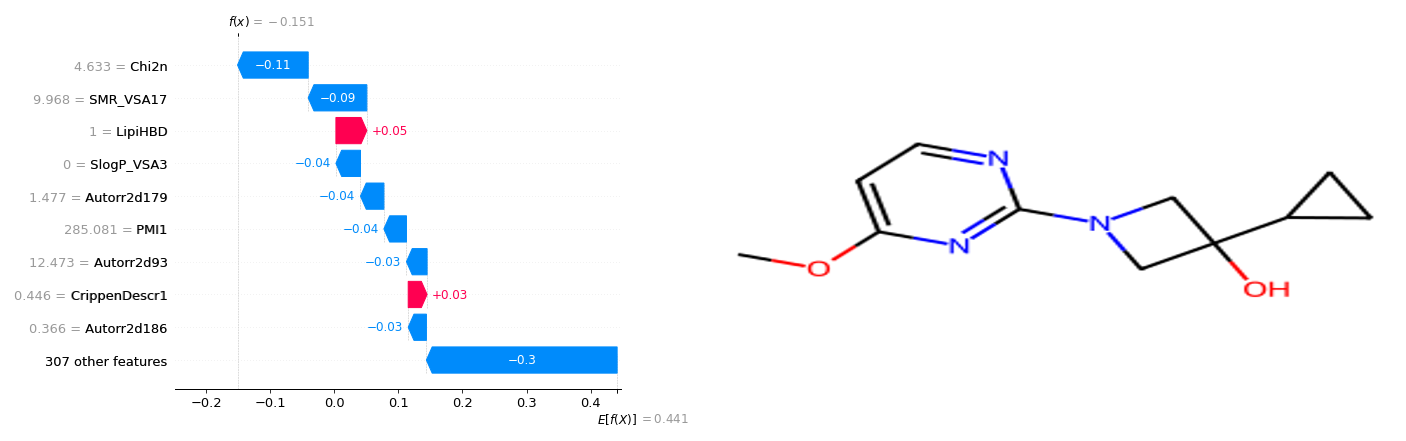 f(x) = −0.151
4.633 = Chi2n
−0.11
9.968 = SMR_VSA17
−0.09
1 = LipiHBD
+0.05
0 = SlogP_VSA3
−0.04
1.477 = Autorr2d179
−0.04
285.081 = PMI1
−0.04
12.473 = Autorr2d93
−0.03
0.446 = CrippenDescr1
+0.03
0.366 = Autorr2d186
−0.03
307 other features
−0.3
−0.2 −0.1 0.0 0.1 0.2 0.3 0.4
E[f(X)] = 0.441
N
N
N
O
OH